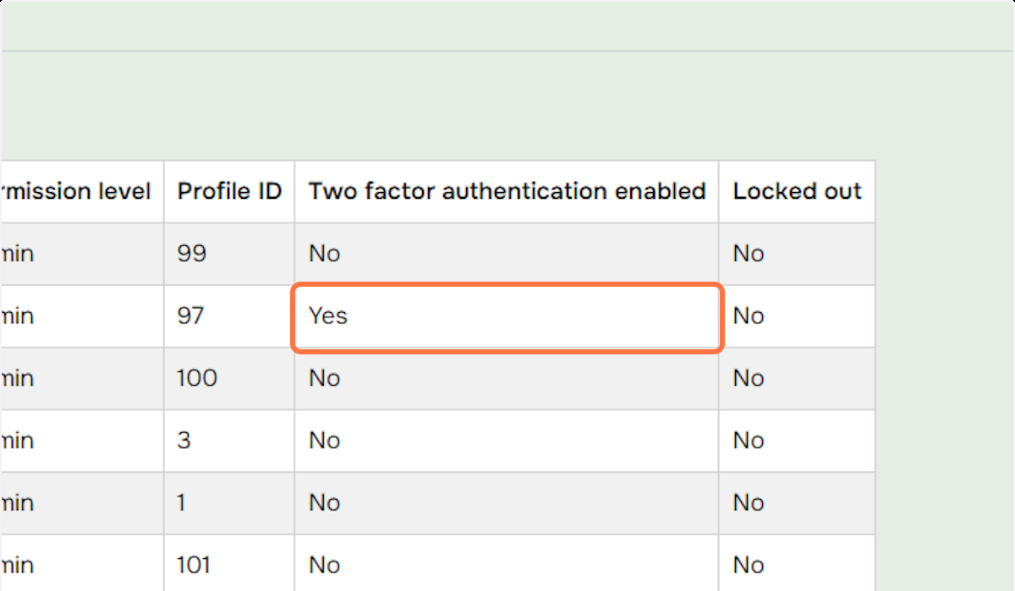 rmission level Profile ID Two factor authentication enabled Locked out
min 99 No No
min 97 Yes No
min 100 No No
min 3 No No
min 1 No No
min 101 No No